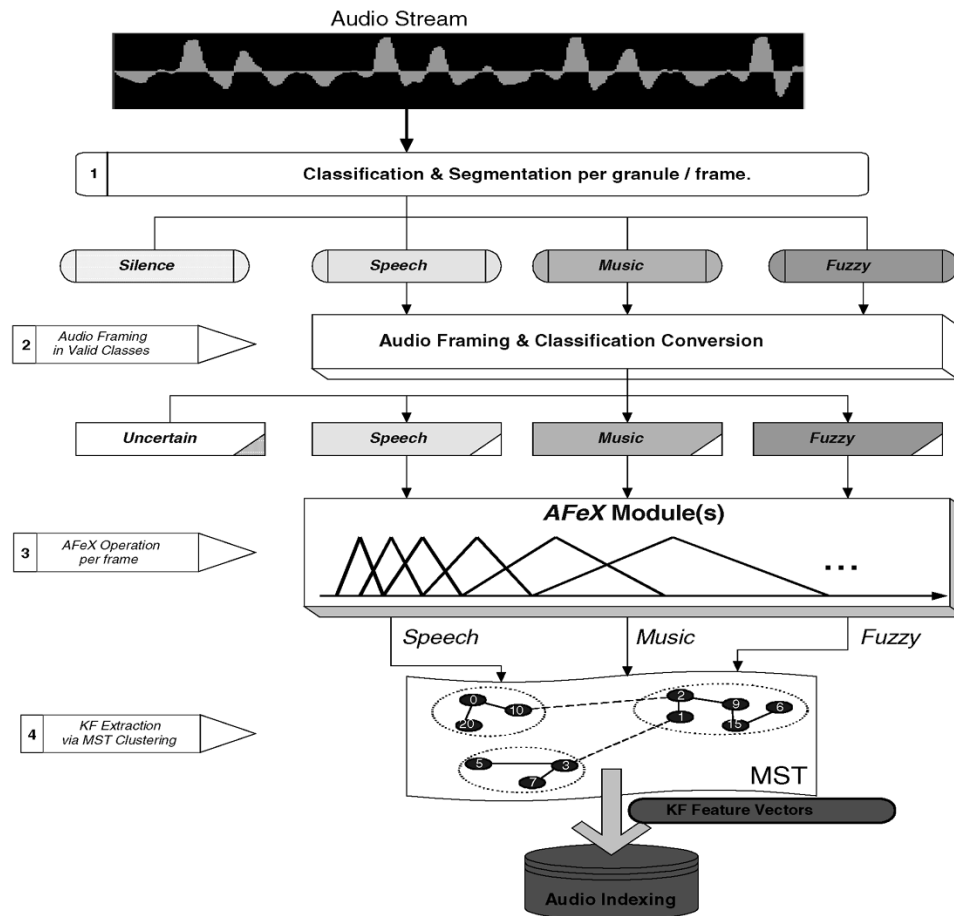 Audio Stream
1 Classification & Segmentation per granule / frame.
Silence Speech Music Fuzzy
2 Audio Framing
in Valid Classes
Audio Framing & Classification Conversion
Uncertain Speech Music Fuzzy
AFeX Module(s)
3 AFeX Operation
per frame
...
Speech Music Fuzzy
4 KF Extraction
via MST Clustering
0 10 20
2 9 6 1 15
5 3 7
MST
KF Feature Vectors
Audio Indexing